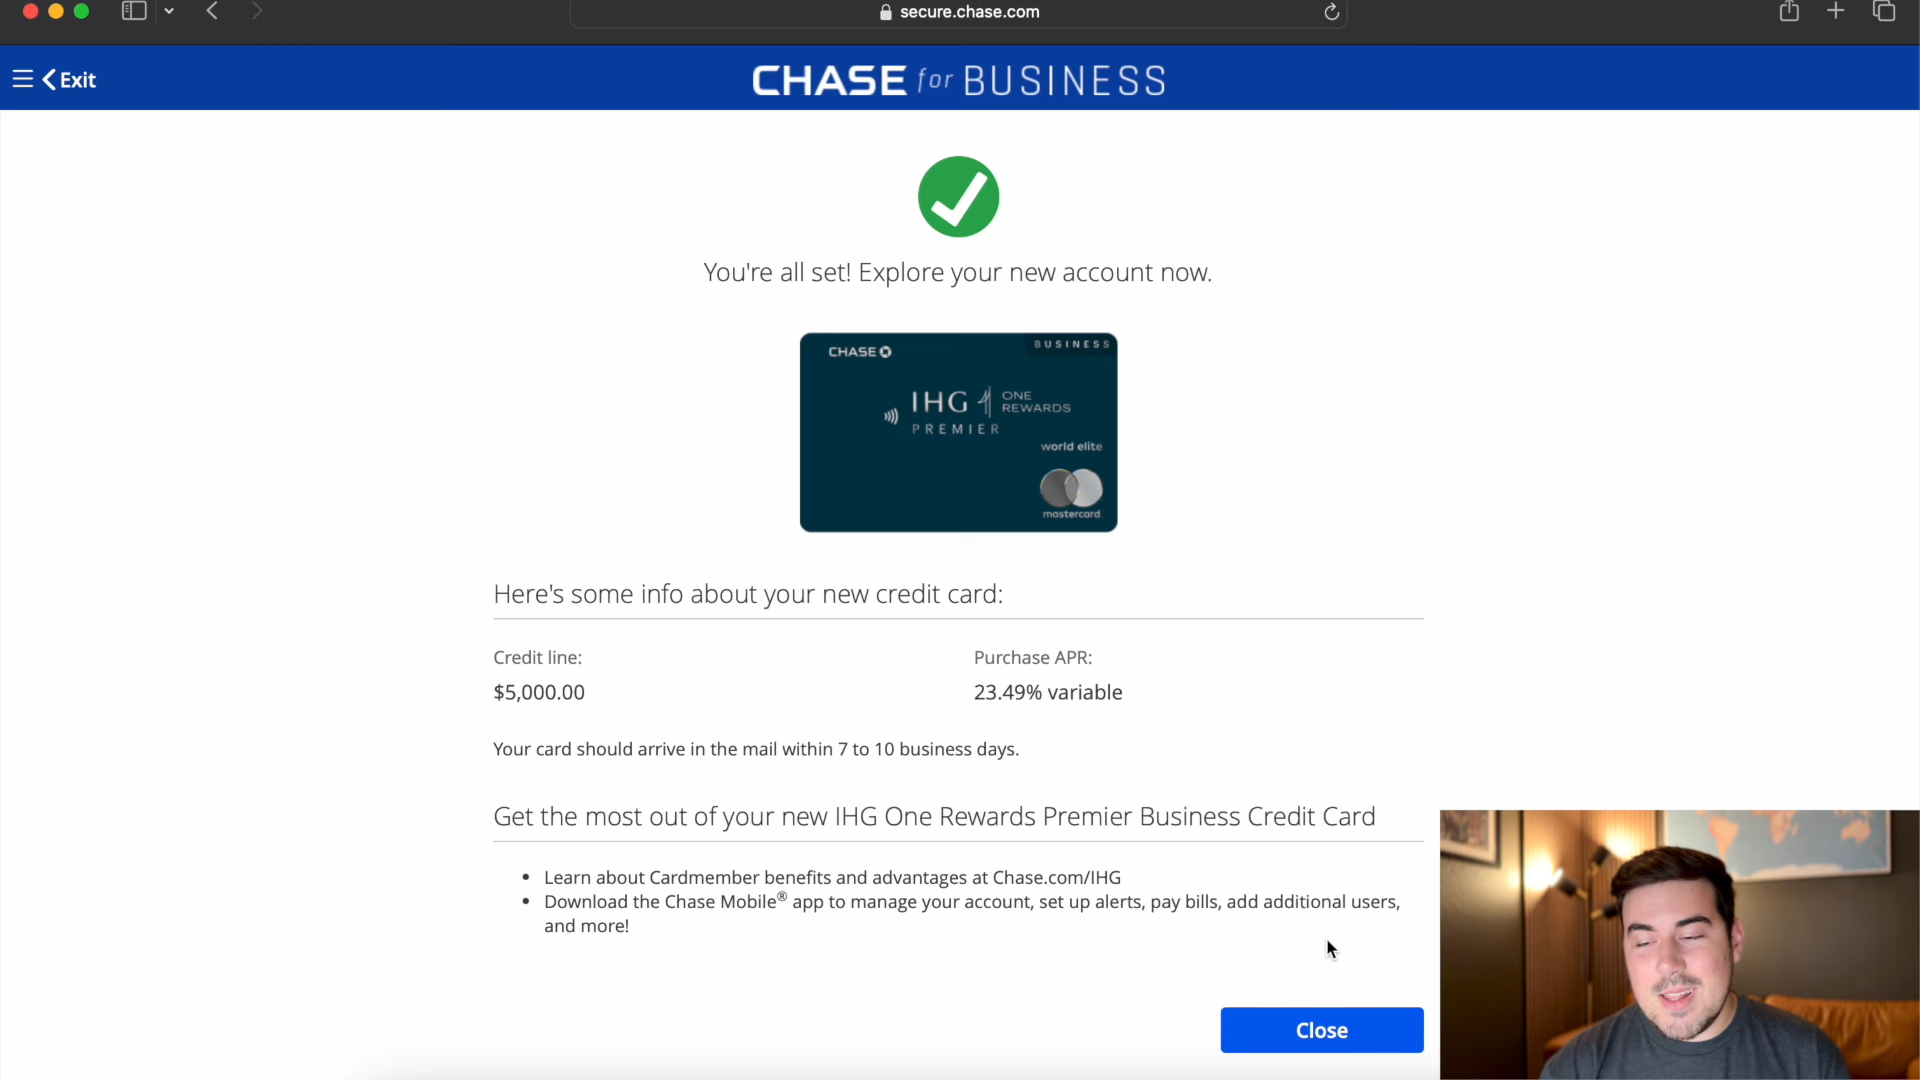 secure.chase.com
Exit
CHASE for BUSINESS
You're all set! Explore your new account now.
CHASE
BUSINESS
IHG ONE
REWARDS
PREMIER
world elite
mastercard
Here's some info about your new credit card:
Credit line:
Purchase APR:
$5,000.00
23.49% variable
Your card should arrive in the mail within 7 to 10 business days.
Get the most out of your new IHG One Rewards Premier Business Credit Card
• Learn about Cardmember benefits and advantages at Chase.com/IHG
• Download the Chase Mobile® app to manage your account, set up alerts, pay bills, add additional users,
and more!
Close